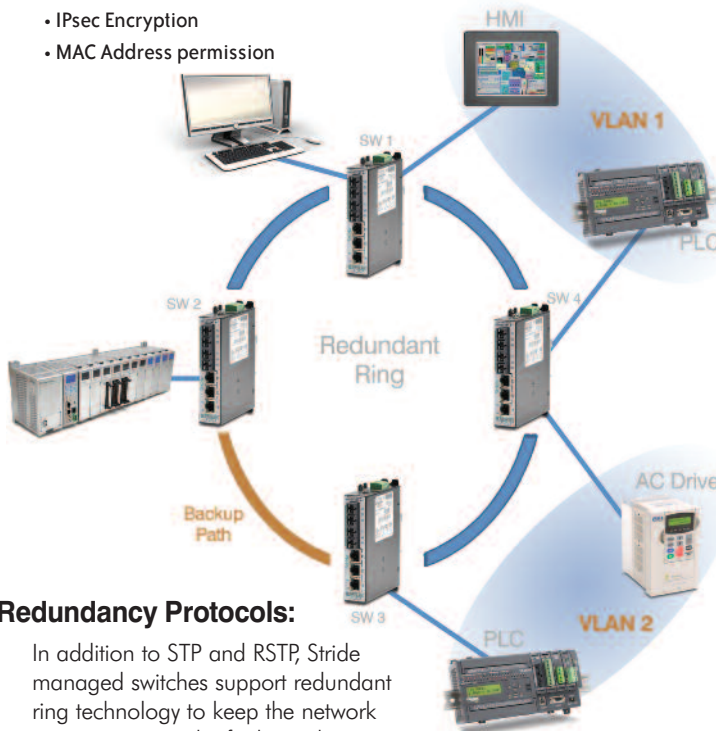 • IPsec Encryption
• MAC Address permission
HMI
VLAN 1
SW 1
PLC
SW 2
SW 4
Redundant
Ring
AC Drive
Backup
Path
Redundancy Protocols:
SW 3
PLC
VLAN 2
In addition to STP and RSTP, Stride
managed switches support redundant
ring technology to keep the network